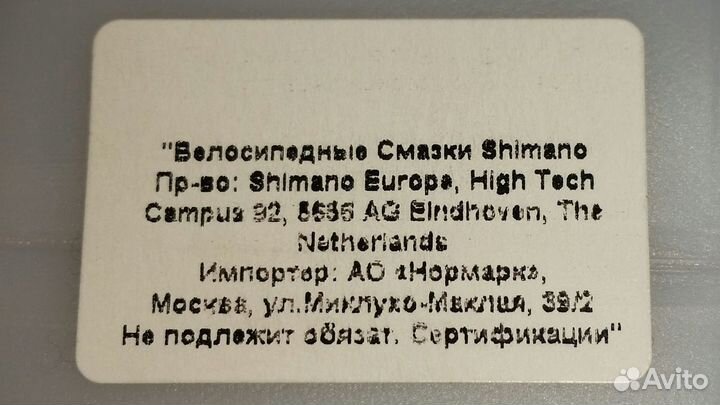 "Велосипедные Смазки Shimano
Пр-во: Shimano Europe, High Tech
Campus 92, 5656 AG Eindhoven, The
Netherlands
Импортер: АО «Нормарк»,
Москва, ул.Миклухо-Маклая, 39/2
Не подлежит обязат. Сертификации"
Avito